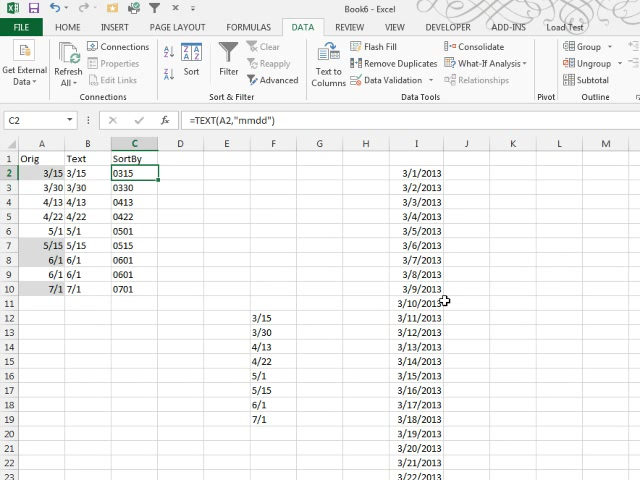 Book6 - Excel
FILE HOME INSERT PAGE LAYOUT FORMULAS DATA REVIEW VIEW DEVELOPER ADD-INS Load Test
Get External Data
Refresh All
Connections
Properties
Edit Links
Connections
Sort
Filter
Clear
Reapply
Advanced
Sort & Filter
Text to Columns
Flash Fill
Remove Duplicates
Data Validation
Consolidate
What-If Analysis
Relationships
Data Tools
Pivot
Group
Ungroup
Subtotal
Outline
C2 fx =TEXT(A2,"mmdd")
A B C D E F G H I J K L M
1 Orig Text SortBy
2 3/15 3/15 0315 3/1/2013
3 3/30 3/30 0330 3/2/2013
4 4/13 4/13 0413 3/3/2013
5 4/22 4/22 0422 3/4/2013
6 5/1 5/1 0501 3/5/2013
7 5/15 5/15 0515 3/6/2013
8 6/1 6/1 0601 3/7/2013
9 6/1 6/1 0601 3/8/2013
10 7/1 7/1 0701 3/9/2013
11 3/10/2013
12 3/15 3/11/2013
13 3/30 3/12/2013
14 4/13 3/13/2013
15 4/22 3/14/2013
16 5/1 3/15/2013
17 5/15 3/16/2013
18 6/1 3/17/2013
19 7/1 3/18/2013
20 3/19/2013
21 3/20/2013
22 3/21/2013
23 3/22/2013